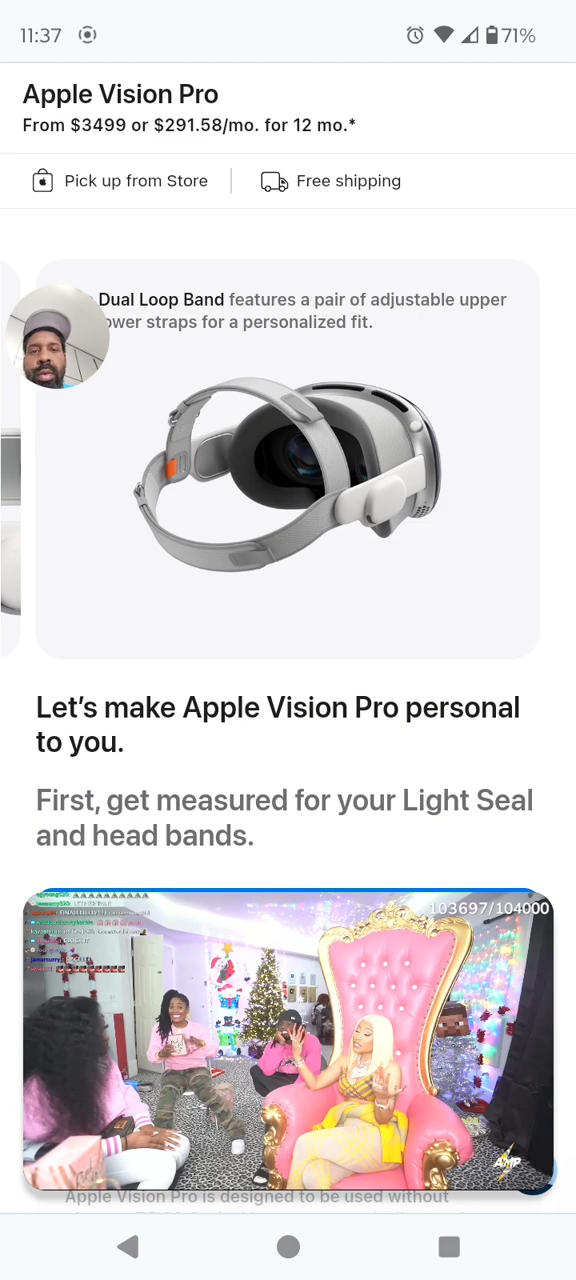 11:37
71%
Apple Vision Pro
From $3499 or $291.58/mo. for 12 mo.*
Pick up from Store
Free shipping
Dual Loop Band features a pair of adjustable upper
ower straps for a personalized fit.
Let’s make Apple Vision Pro personal
to you.
First, get measured for your Light Seal
and head bands.
103697/104000
AMP
Apple Vision Pro is designed to be used without